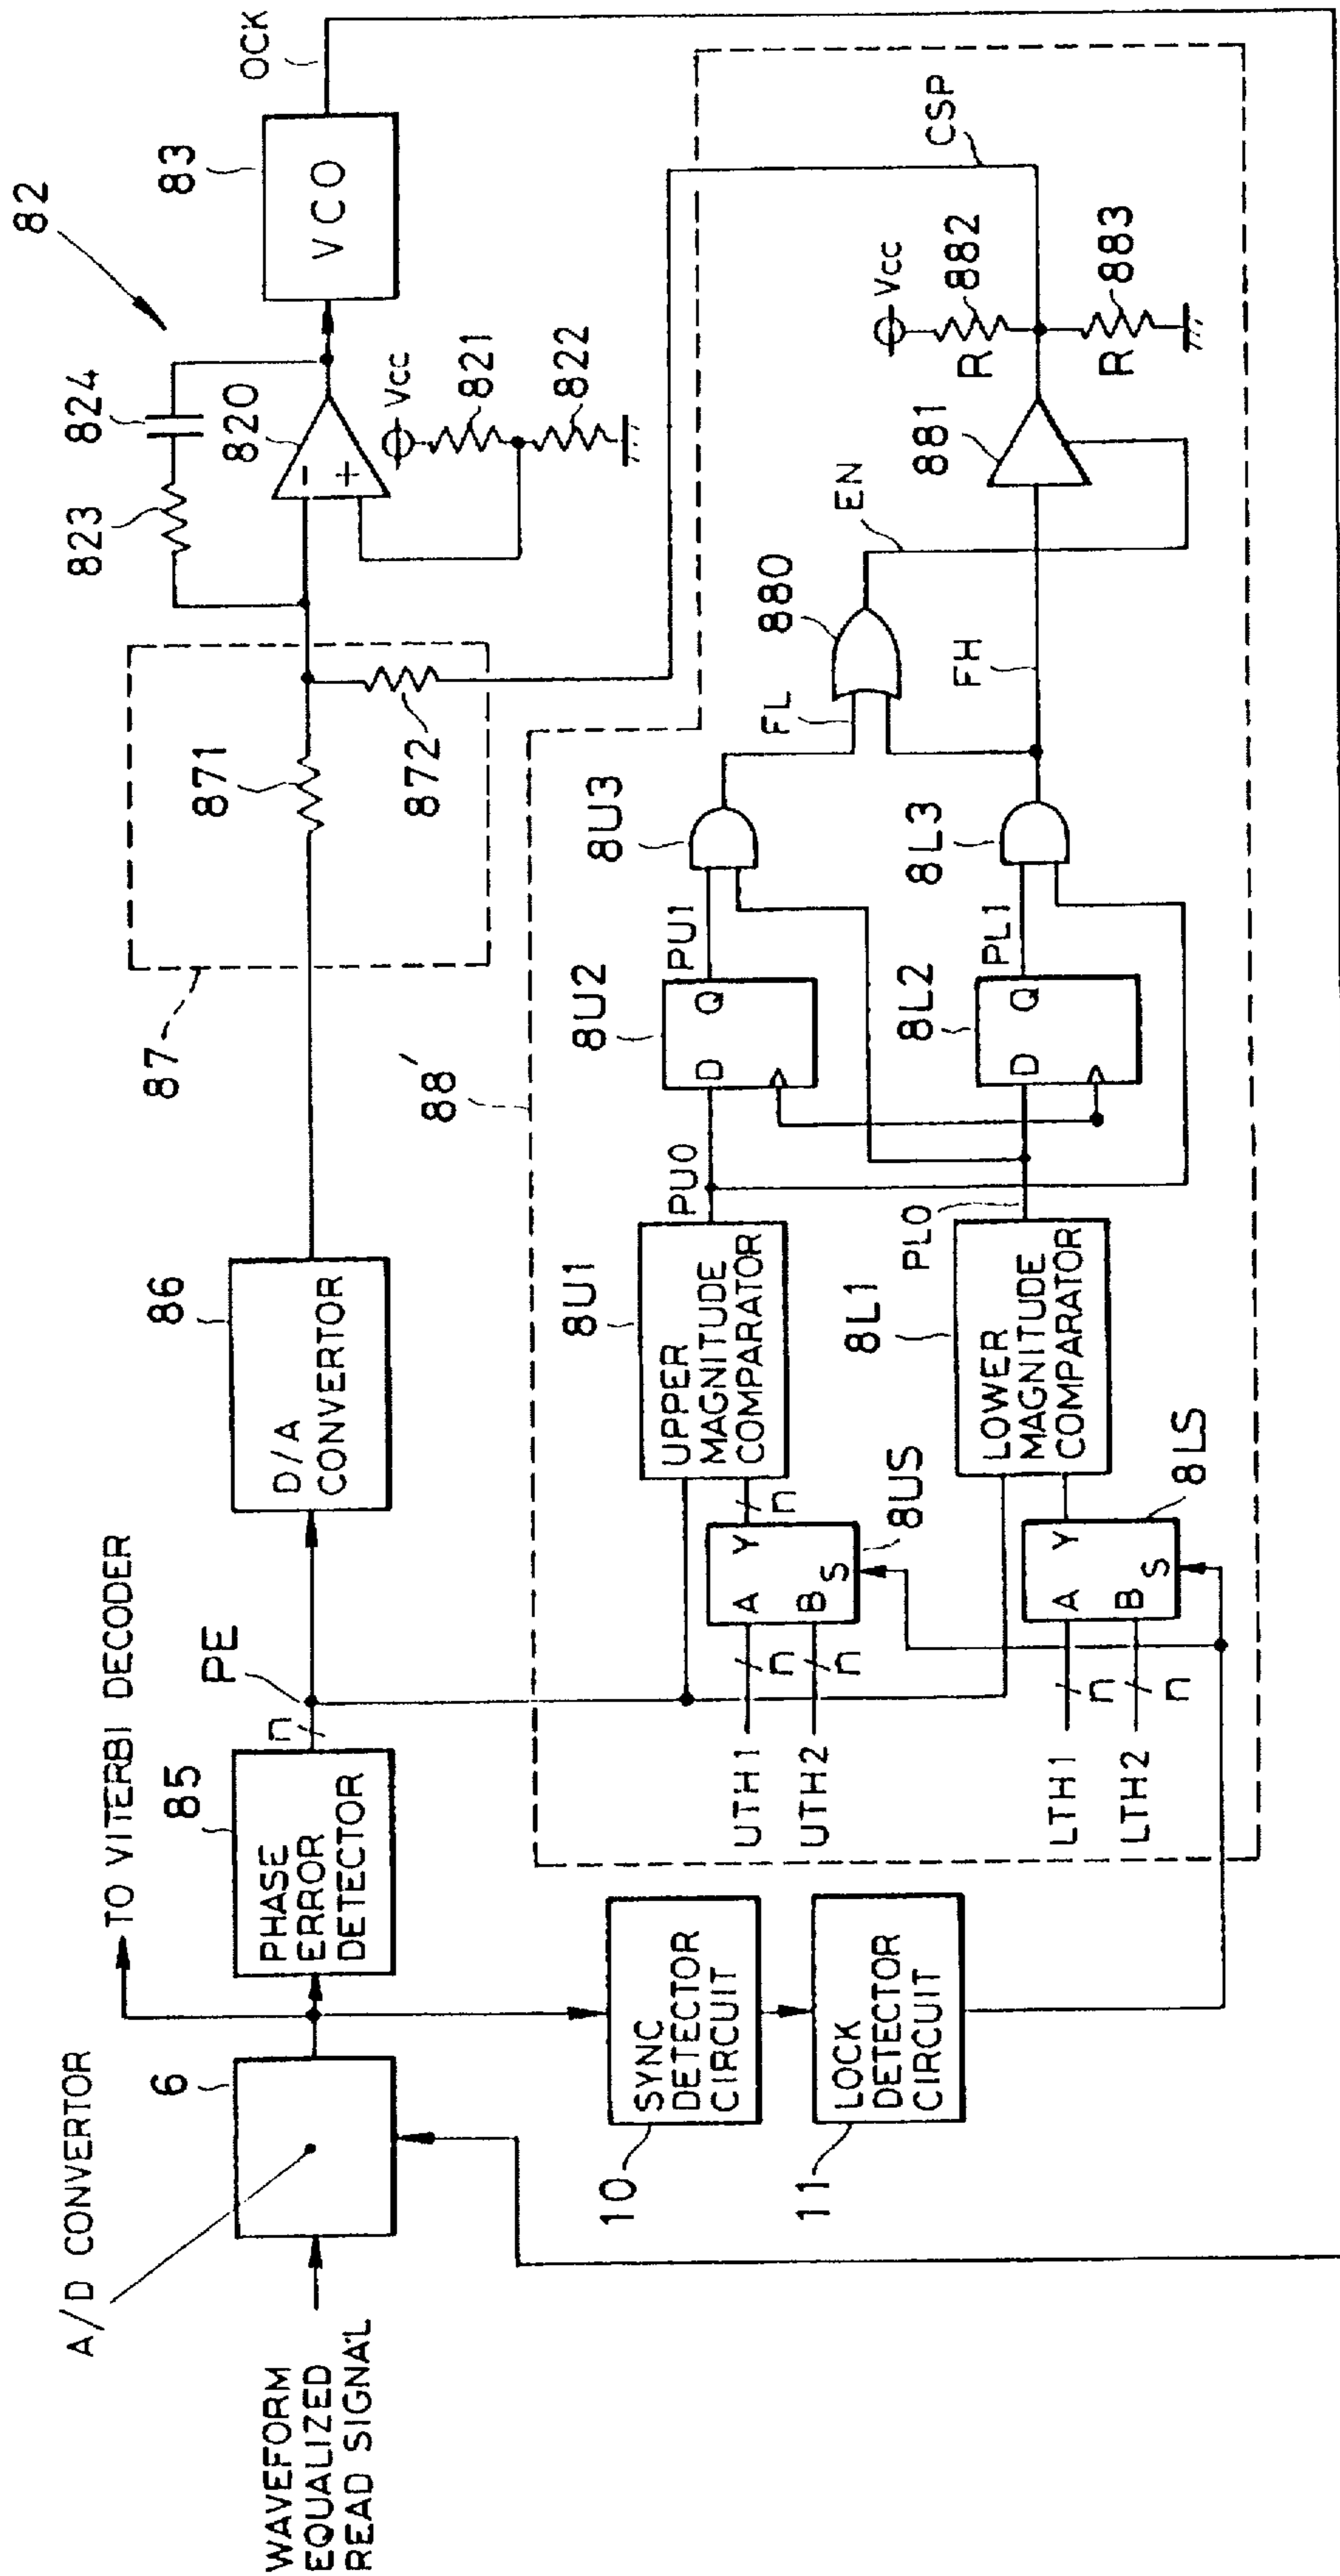 WAVEFORM
EQUALIZED
READ SIGNAL
A/D CONVERTOR
6
TO VITERBI DECODER
PHASE
ERROR
DETECTOR
85
n
PE
D/A
CONVERTOR
86
87
871
872
823
824
820
-
+
Vcc
821
822
82
VCO
83
OCK
SYNC
DETECTOR
CIRCUIT
10
LOCK
DETECTOR
CIRCUIT
11
88'
UTH1
UTH2
n
n
A
B
Y
S
8US
n
UPPER
MAGNITUDE
COMPARATOR
8U1
PU0
D
Q
8U2
PU1
8U3
FL
880
EN
LTH1
LTH2
n
n
A
B
Y
S
8LS
LOWER
MAGNITUDE
COMPARATOR
8L1
PL0
D
Q
8L2
PL1
8L3
FH
881
Vcc
R
882
R
883
CSP